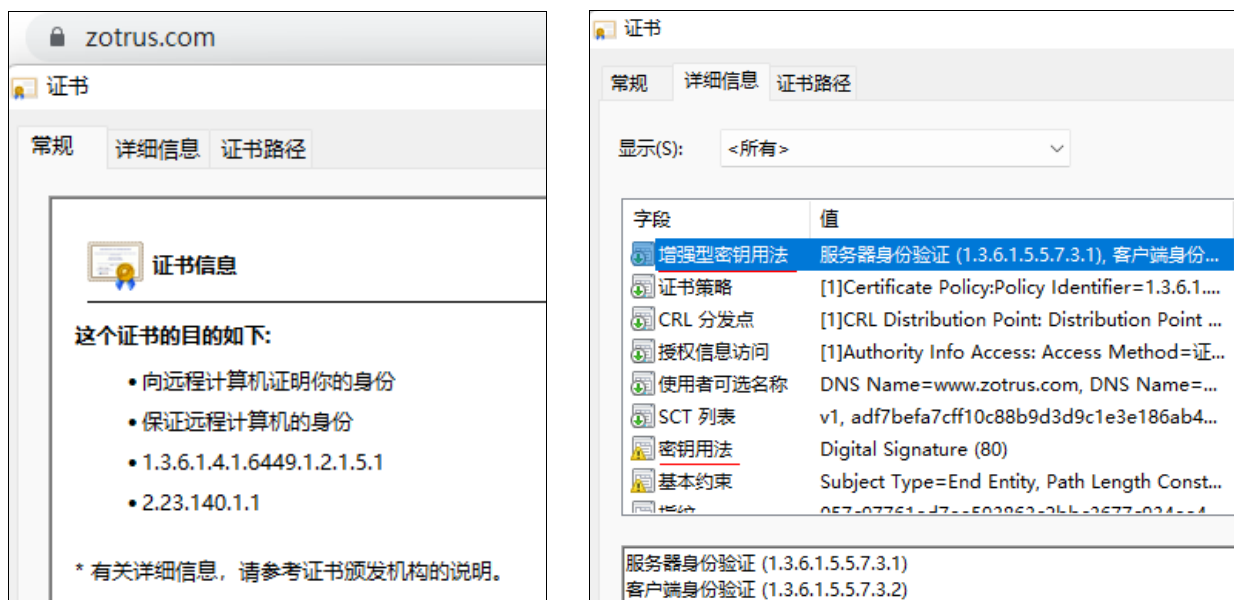 zotrus.com
证书
常规 详细信息 证书路径
证书信息
这个证书的目的如下:
• 向远程计算机证明你的身份
• 保证远程计算机的身份
• 1.3.6.1.4.1.6449.1.2.1.5.1
• 2.23.140.1.1
* 有关详细信息，请参考证书颁发机构的说明。
证书
常规 详细信息 证书路径
显示(S): <所有>
字段 值
增强型密钥用法 服务器身份验证 (1.3.6.1.5.5.7.3.1), 客户端身份...
证书策略 [1]Certificate Policy:Policy Identifier=1.3.6.1....
CRL 分发点 [1]CRL Distribution Point: Distribution Point ...
授权信息访问 [1]Authority Info Access: Access Method=证...
使用者可选名称 DNS Name=www.zotrus.com, DNS Name=...
SCT 列表 v1, adf7befa7cff10c88b9d3d9c1e3e186ab4...
密钥用法 Digital Signature (80)
基本约束 Subject Type=End Entity, Path Length Const...
指纹
服务器身份验证 (1.3.6.1.5.5.7.3.1)
客户端身份验证 (1.3.6.1.5.5.7.3.2)